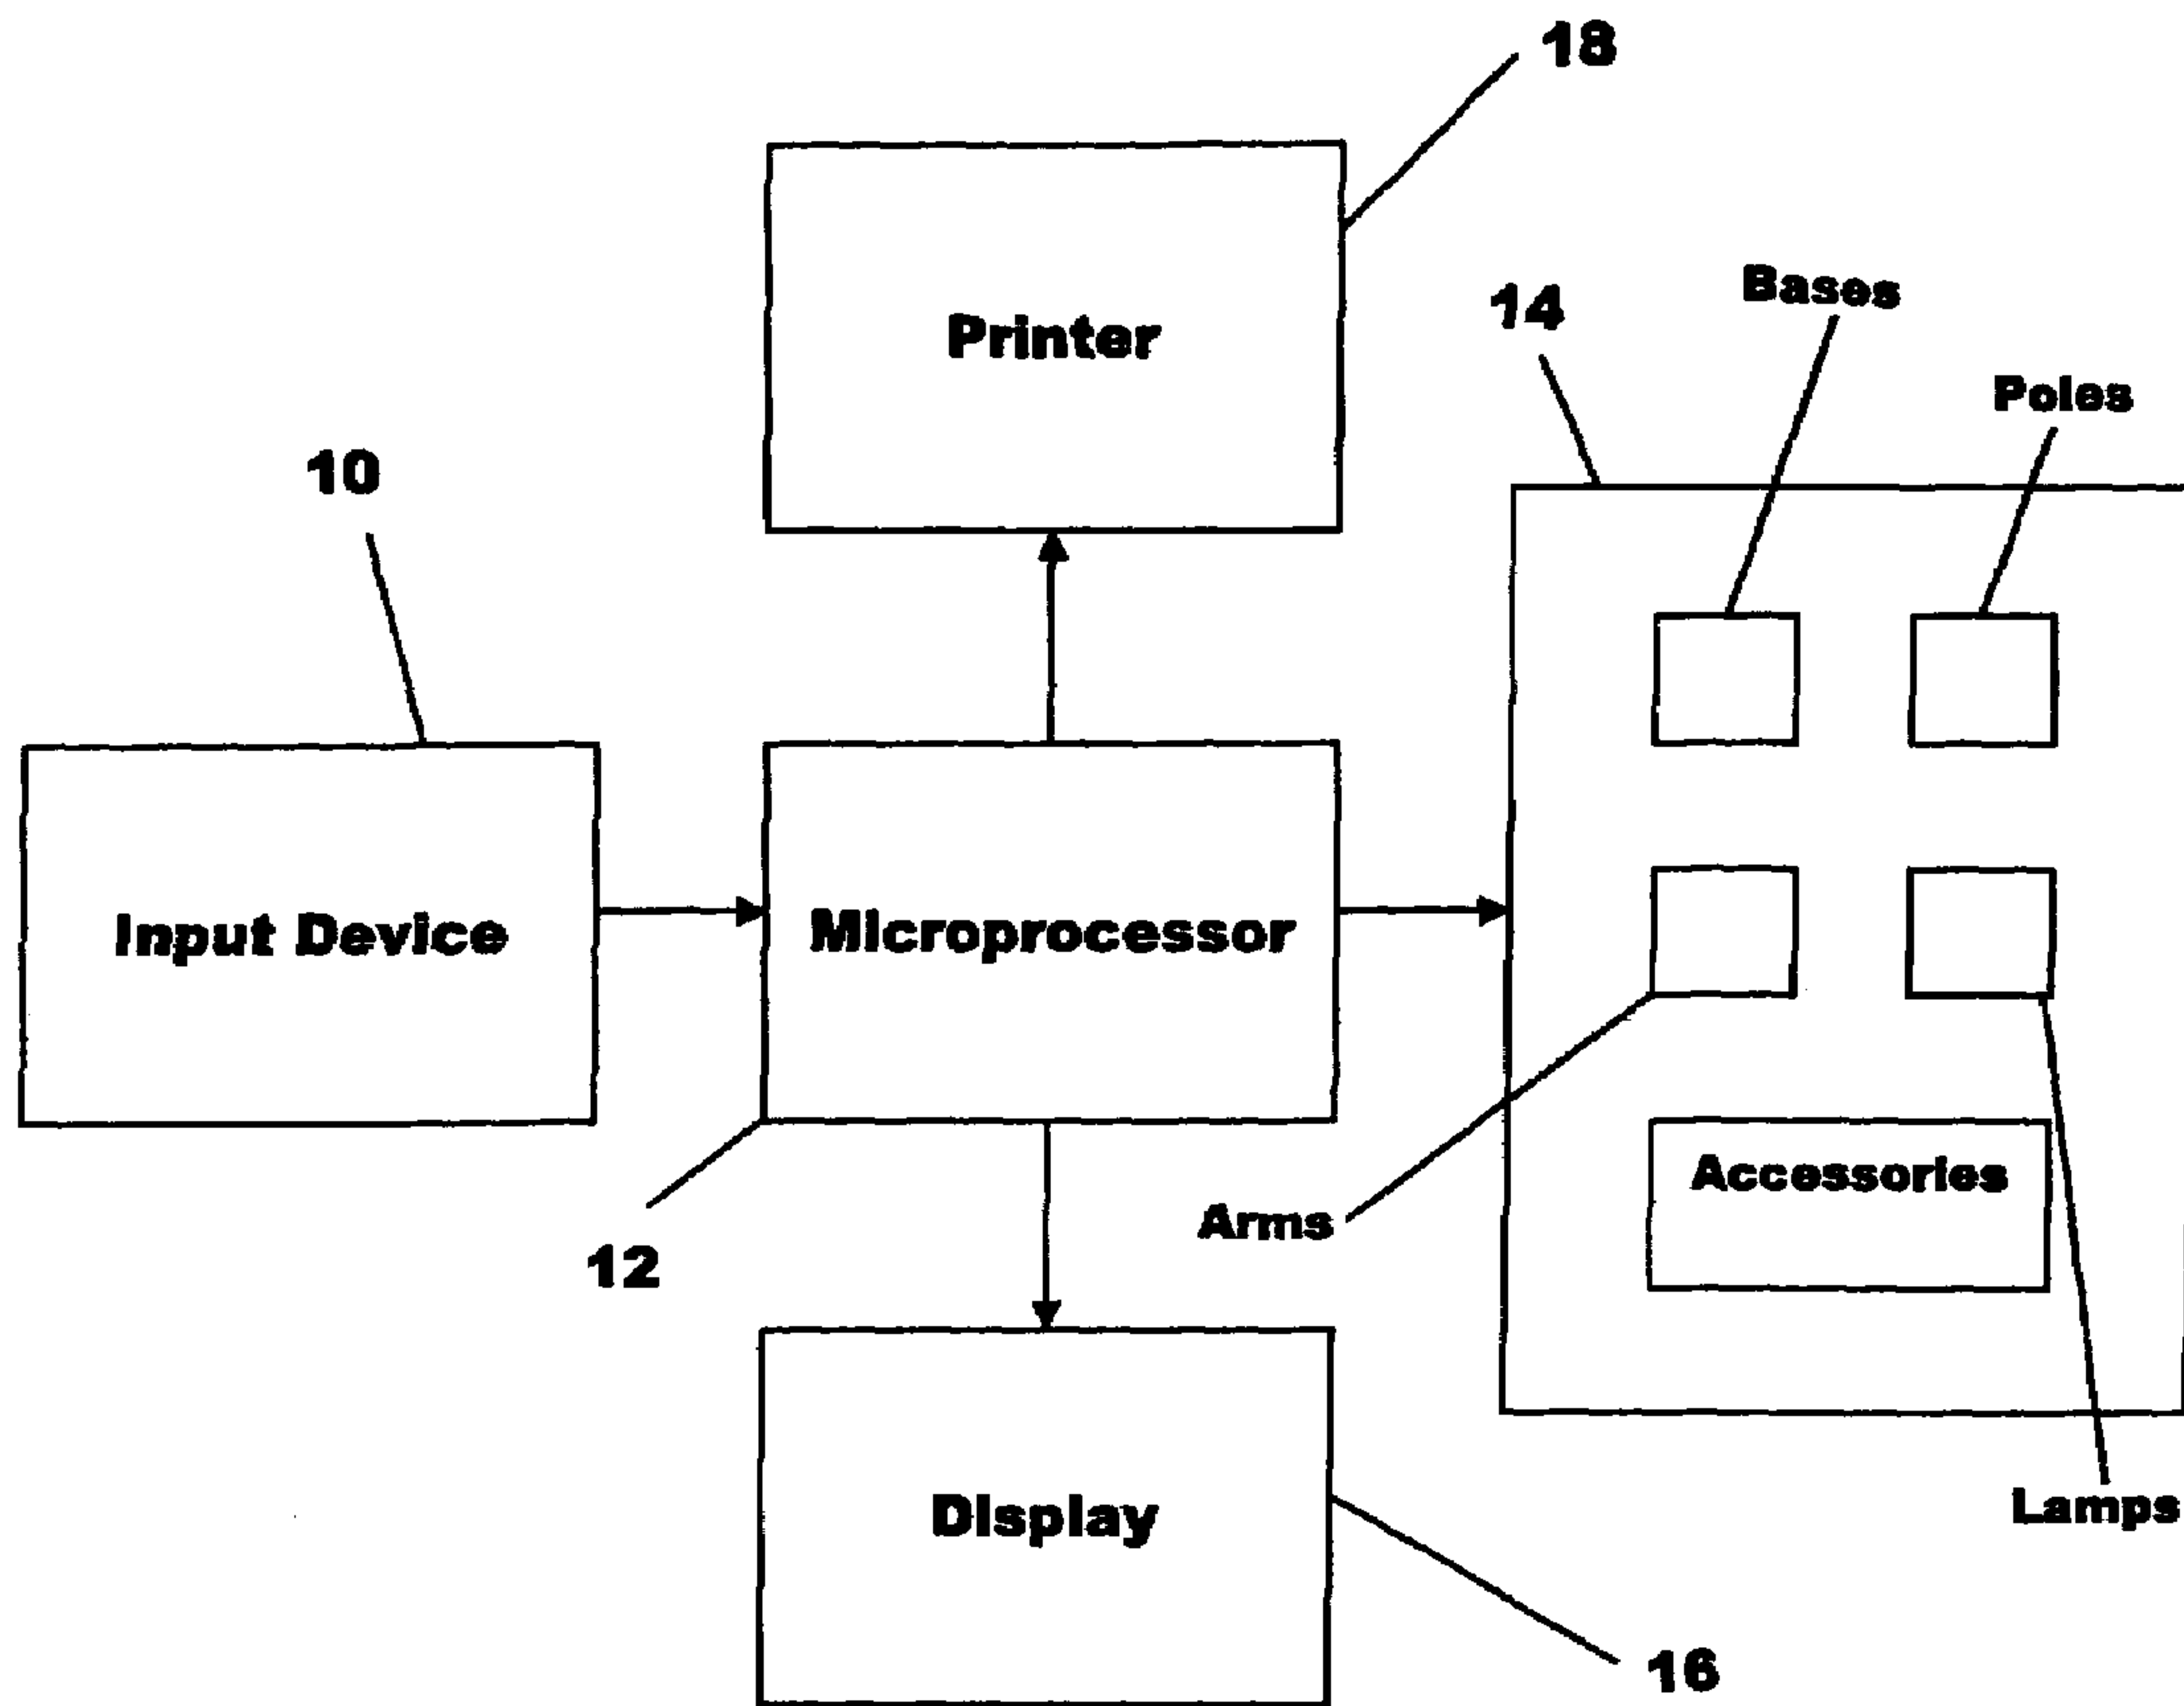 18
Printer
14
Bases
Poles
10
Input Device
Microprocessor
Accessories
Arms
12
Display
Lamps
16